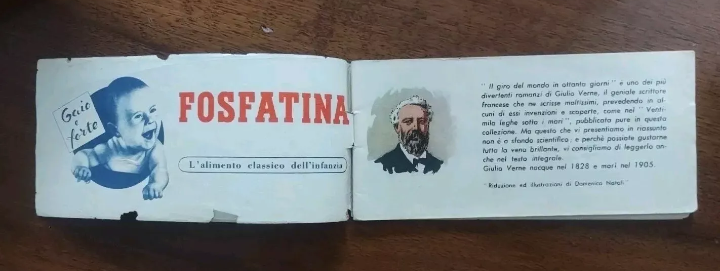 Gaio
e
forte
FOSFATINA
L'alimento classico dell'infanzia
" Il giro del mondo in ottanta giorni " è uno dei più
divertenti romanzi di Giulio Verne, il geniale scrittore
francese che ne scrisse moltissimi, prevedendo in al-
cuni di essi invenzioni e scoperte, come nel " Venti-
mila leghe sotto i mari", pubblicato pure in questa
collezione. Ma questo che vi presentiamo in riassunto
non è a sfondo scientifico; e perché possiate gustarne
tutta la vena brillante, vi consigliamo di leggerlo an-
che nel testo integrale.
Giulio Verne nacque nel 1828 e morì nel 1905.
"Riduzione ed illustrazioni di Domenico Natoli"